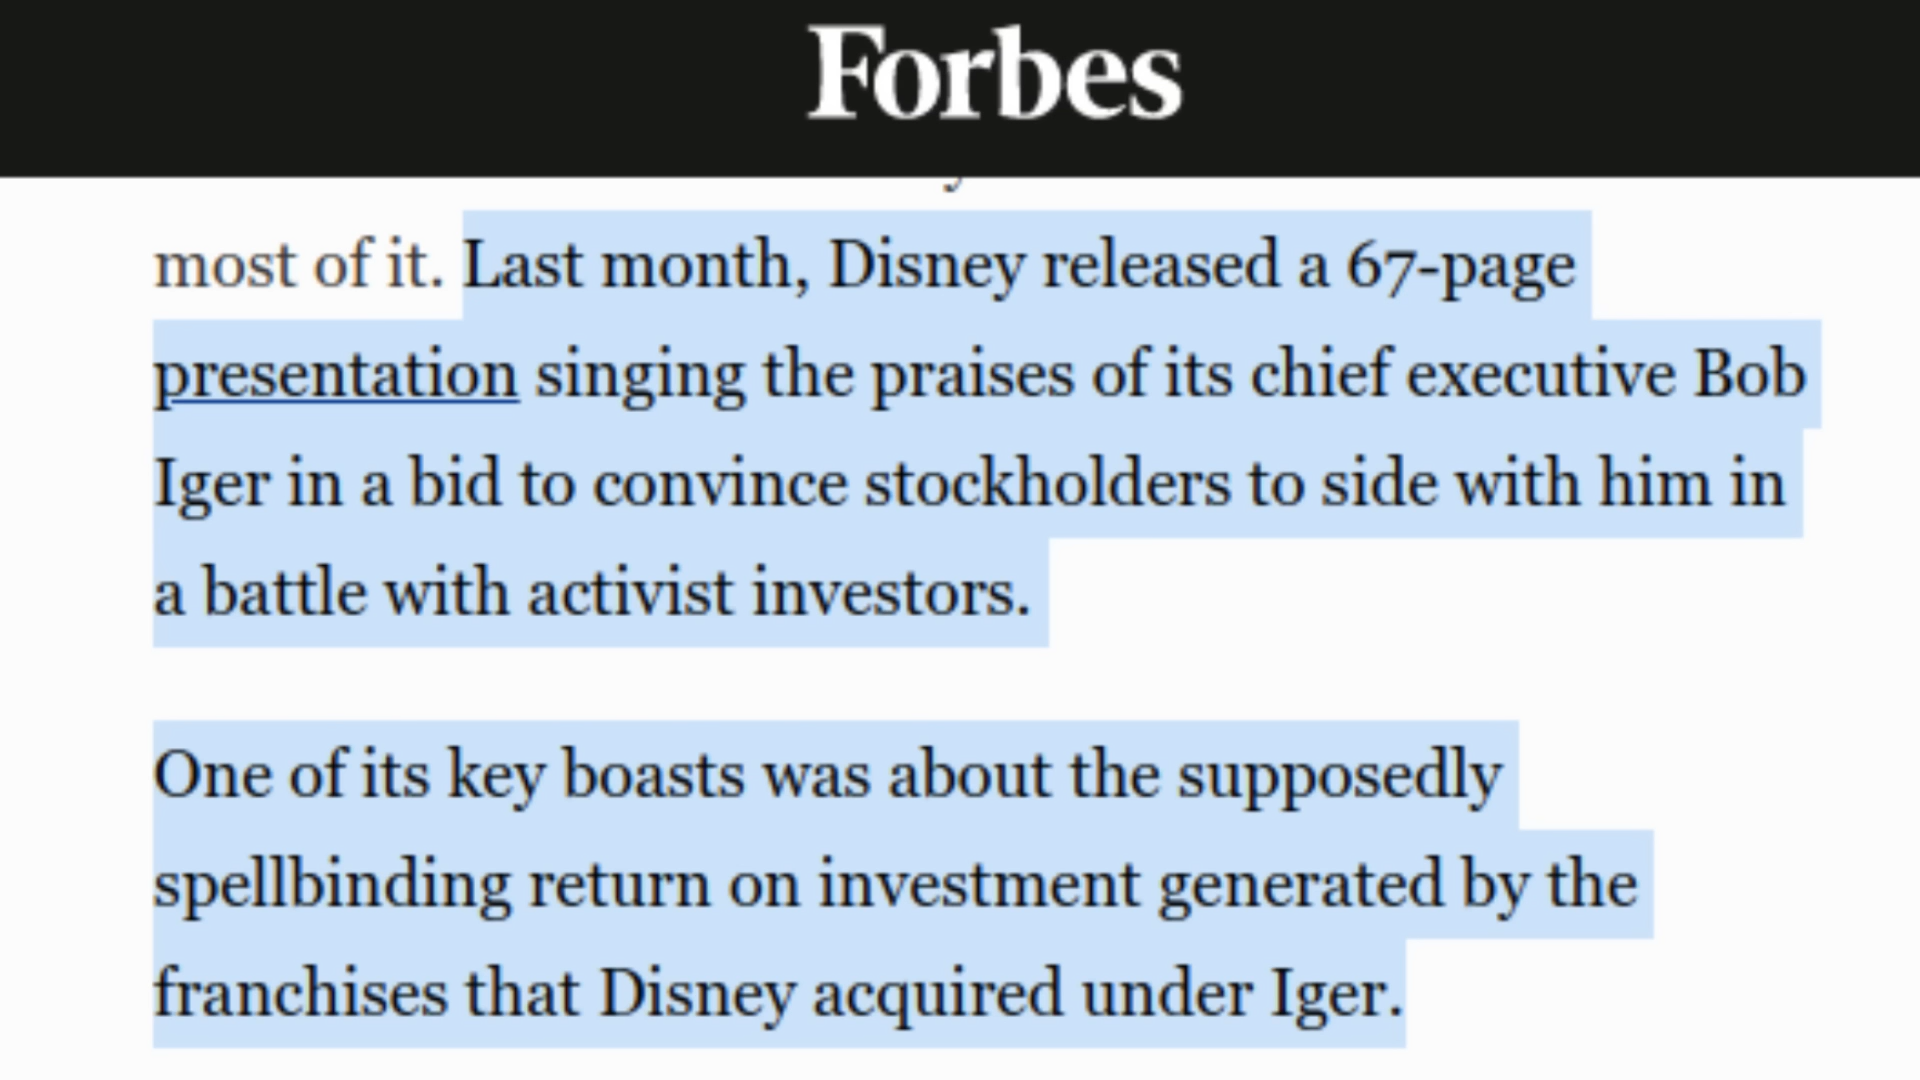 Forbes
most of it. Last month, Disney released a 67-page
presentation singing the praises of its chief executive Bob
Iger in a bid to convince stockholders to side with him in
a battle with activist investors.
One of its key boasts was about the supposedly
spellbinding return on investment generated by the
franchises that Disney acquired under Iger.